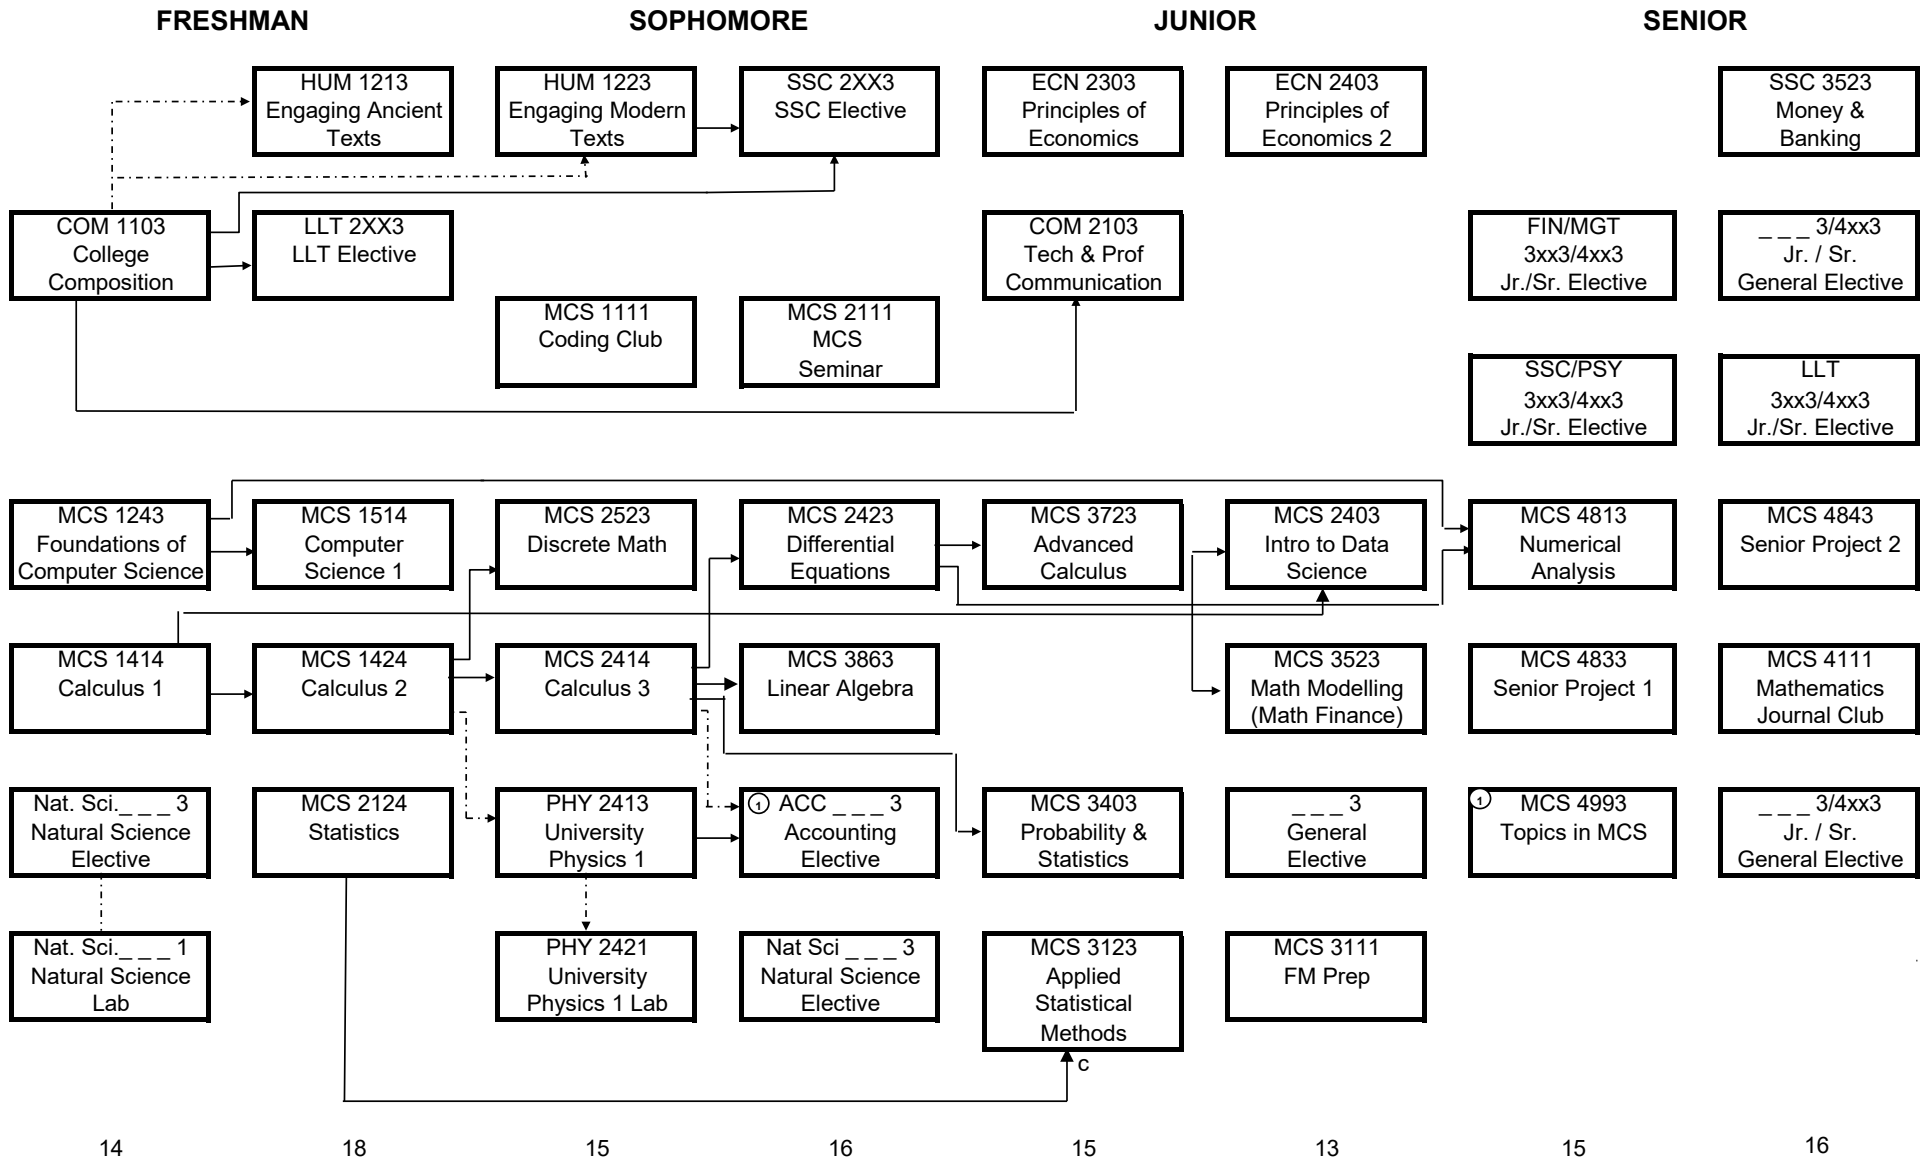 FRESHMAN
SOPHOMORE
JUNIOR
SENIOR
HUM 1213
Engaging Ancient
Texts
HUM 1223
Engaging Modern
Texts
SSC 2XX3
SSC Elective
ECN 2303
Principles of
Economics
ECN 2403
Principles of
Economics 2
SSC 3523
Money &
Banking
COM 1103
College
Composition
LLT 2XX3
LLT Elective
COM 2103
Tech & Prof
Communication
FIN/MGT
3xx3/4xx3
Jr./Sr. Elective
_ _ _ 3/4xx3
Jr. / Sr.
General Elective
MCS 1111
Coding Club
MCS 2111
MCS
Seminar
SSC/PSY
3xx3/4xx3
Jr./Sr. Elective
LLT
3xx3/4xx3
Jr./Sr. Elective
MCS 1243
Foundations of
Computer Science
MCS 1514
Computer
Science 1
MCS 2523
Discrete Math
MCS 2423
Differential
Equations
MCS 3723
Advanced
Calculus
MCS 2403
Intro to Data
Science
MCS 4813
Numerical
Analysis
MCS 4843
Senior Project 2
MCS 1414
Calculus 1
MCS 1424
Calculus 2
MCS 2414
Calculus 3
MCS 3863
Linear Algebra
MCS 3523
Math Modelling
(Math Finance)
MCS 4833
Senior Project 1
MCS 4111
Mathematics
Journal Club
Nat. Sci._ _ _ 3
Natural Science
Elective
MCS 2124
Statistics
PHY 2413
University
Physics 1
① ACC _ _ _ 3
Accounting
Elective
MCS 3403
Probability &
Statistics
_ _ _ 3
General
Elective
① MCS 4993
Topics in MCS
_ _ _ 3/4xx3
Jr. / Sr.
General Elective
Nat. Sci._ _ _ 1
Natural Science
Lab
PHY 2421
University
Physics 1 Lab
Nat Sci _ _ _ 3
Natural Science
Elective
MCS 3123
Applied
Statistical
Methods
MCS 3111
FM Prep
c
14
18
15
16
15
13
15
16